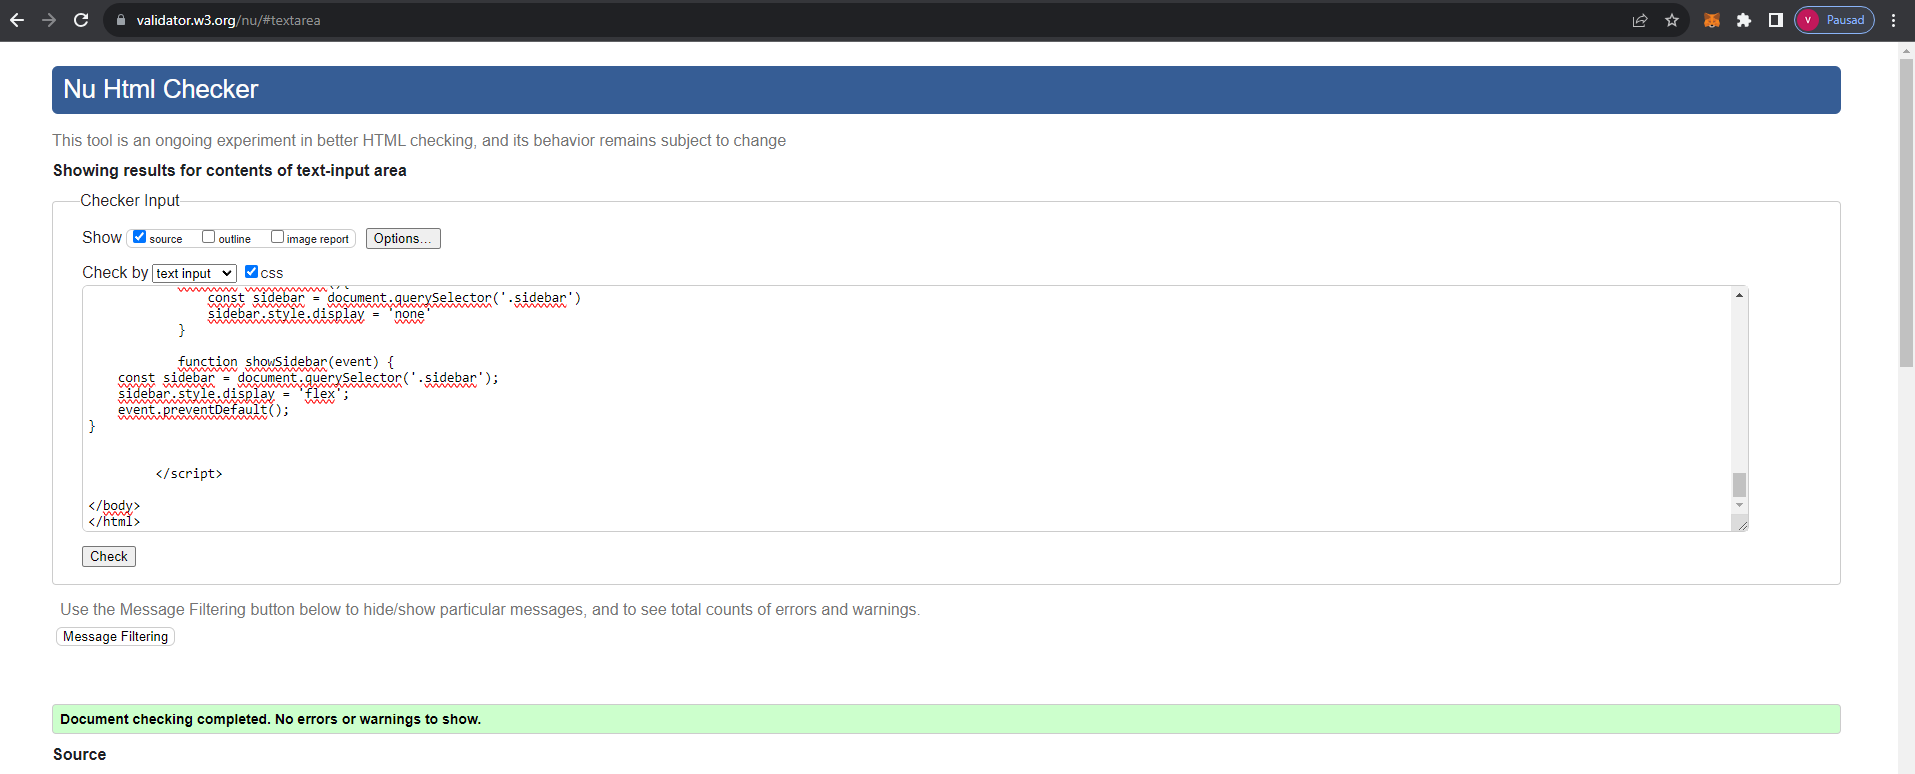 validator.w3.org/nu/#textarea
V Pausad
Nu Html Checker
This tool is an ongoing experiment in better HTML checking, and its behavior remains subject to change
Showing results for contents of text-input area
Checker Input
Show source outline image report Options...
Check by text input css
const sidebar = document.querySelector('.sidebar')
sidebar.style.display = 'none'
}
function showSidebar(event) {
const sidebar = document.querySelector('.sidebar');
sidebar.style.display = 'flex';
event.preventDefault();
}
</script>
</body>
</html>
Check
Use the Message Filtering button below to hide/show particular messages, and to see total counts of errors and warnings.
Message Filtering
Document checking completed. No errors or warnings to show.
Source